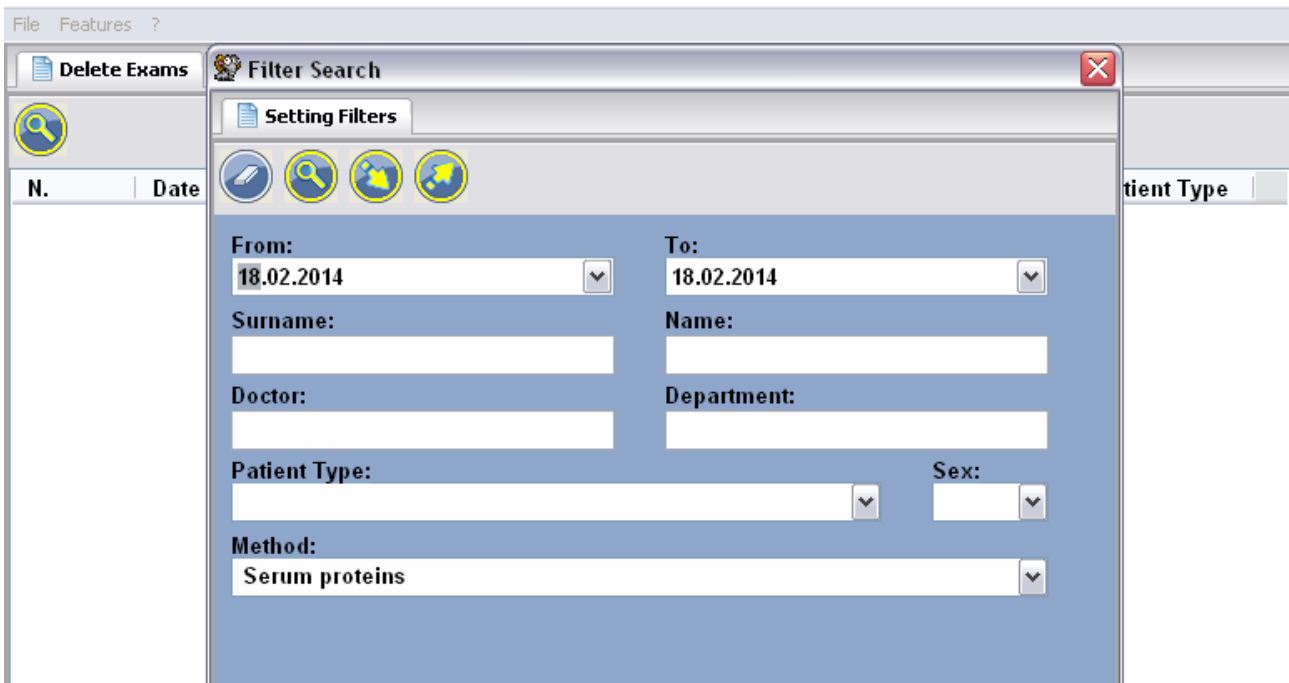 File Features ?
Delete Exams
Filter Search
Setting Filters
N. Date
tient Type
From: To:
18.02.2014 18.02.2014
Surname: Name:
Doctor: Department:
Patient Type: Sex:
Method:
Serum proteins